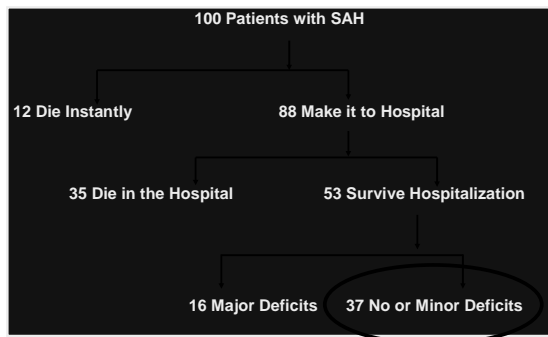 100 Patients with SAH
12 Die Instantly
88 Make it to Hospital
35 Die in the Hospital
53 Survive Hospitalization
16 Major Deficits
37 No or Minor Deficits